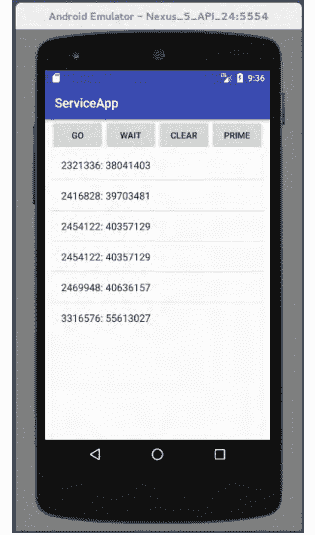 Android Emulator - Nexus_5_API_24:5554
9:36
ServiceApp
GO WAIT CLEAR PRIME
2321336: 38041403
2416828: 39703481
2454122: 40357129
2454122: 40357129
2469948: 40636157
3316576: 55613027